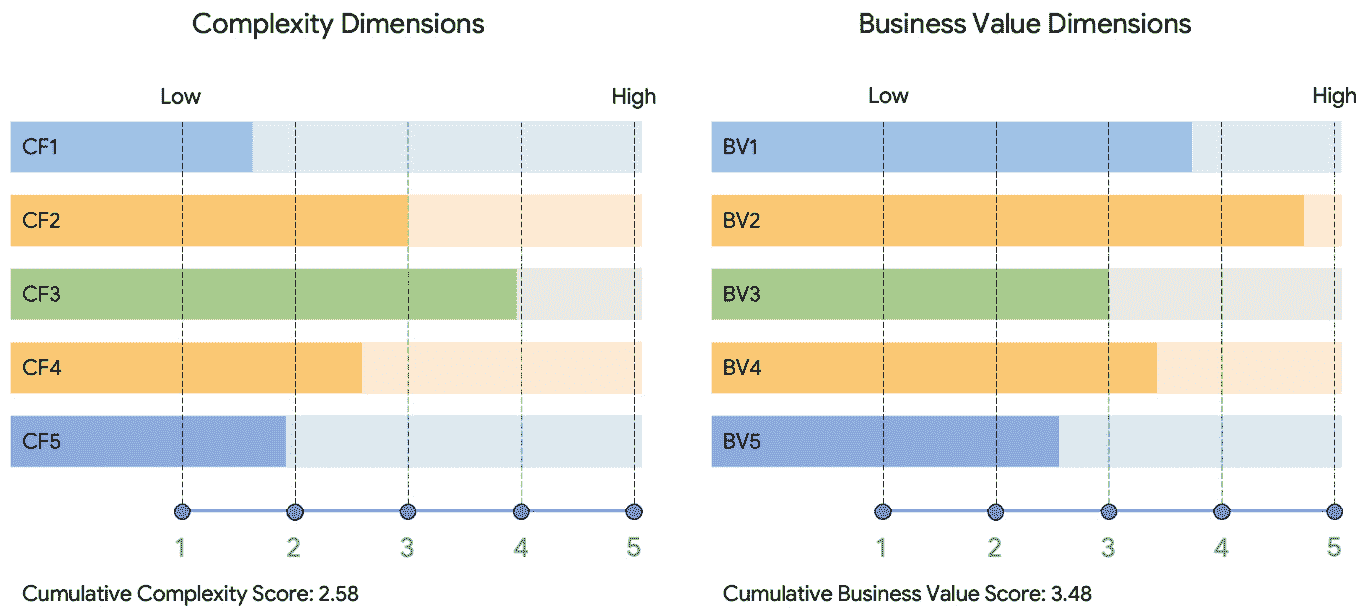 Complexity Dimensions
Low High
CF1
CF2
CF3
CF4
CF5
1 2 3 4 5
Cumulative Complexity Score: 2.58
Business Value Dimensions
Low High
BV1
BV2
BV3
BV4
BV5
1 2 3 4 5
Cumulative Business Value Score: 3.48